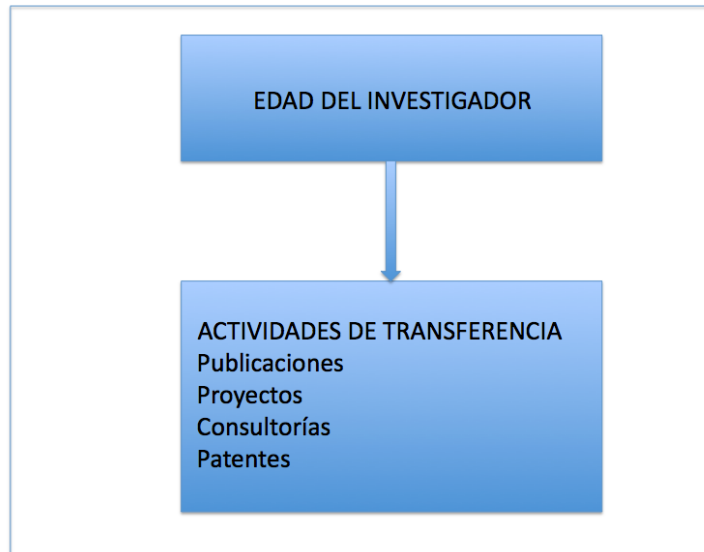 EDAD DEL INVESTIGADOR
ACTIVIDADES DE TRANSFERENCIA
Publicaciones
Proyectos
Consultorías
Patentes